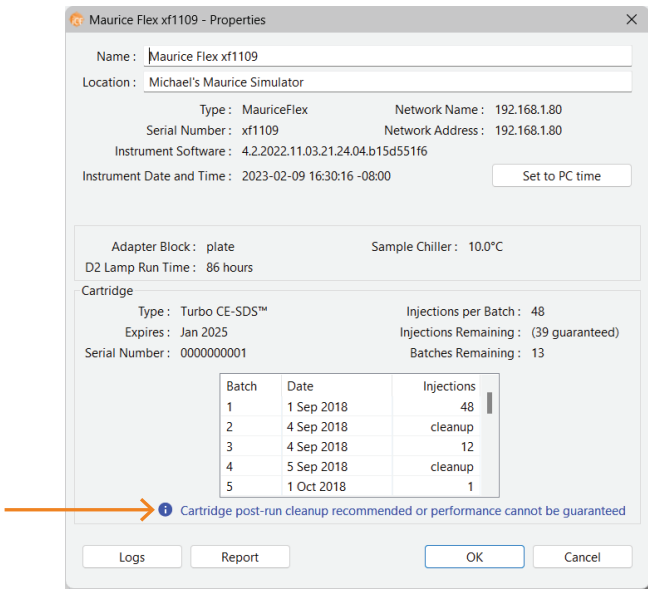 Maurice Flex xf1109 - Properties
Name : Maurice Flex xf1109
Location : Michael's Maurice Simulator
Type : MauriceFlex Network Name : 192.168.1.80
Serial Number : xf1109 Network Address : 192.168.1.80
Instrument Software : 4.2.2022.11.03.21.24.04.b15d551f6
Instrument Date and Time : 2023-02-09 16:30:16 -08:00 Set to PC time
Adapter Block : plate Sample Chiller : 10.0°C
D2 Lamp Run Time : 86 hours
Cartridge
Type : Turbo CE-SDS™ Injections per Batch : 48
Expires : Jan 2025 Injections Remaining : (39 guaranteed)
Serial Number : 0000000001 Batches Remaining : 13
Batch Date Injections
1 1 Sep 2018 48
2 4 Sep 2018 cleanup
3 4 Sep 2018 12
4 5 Sep 2018 cleanup
5 1 Oct 2018 1
Cartridge post-run cleanup recommended or performance cannot be guaranteed
Logs Report OK Cancel